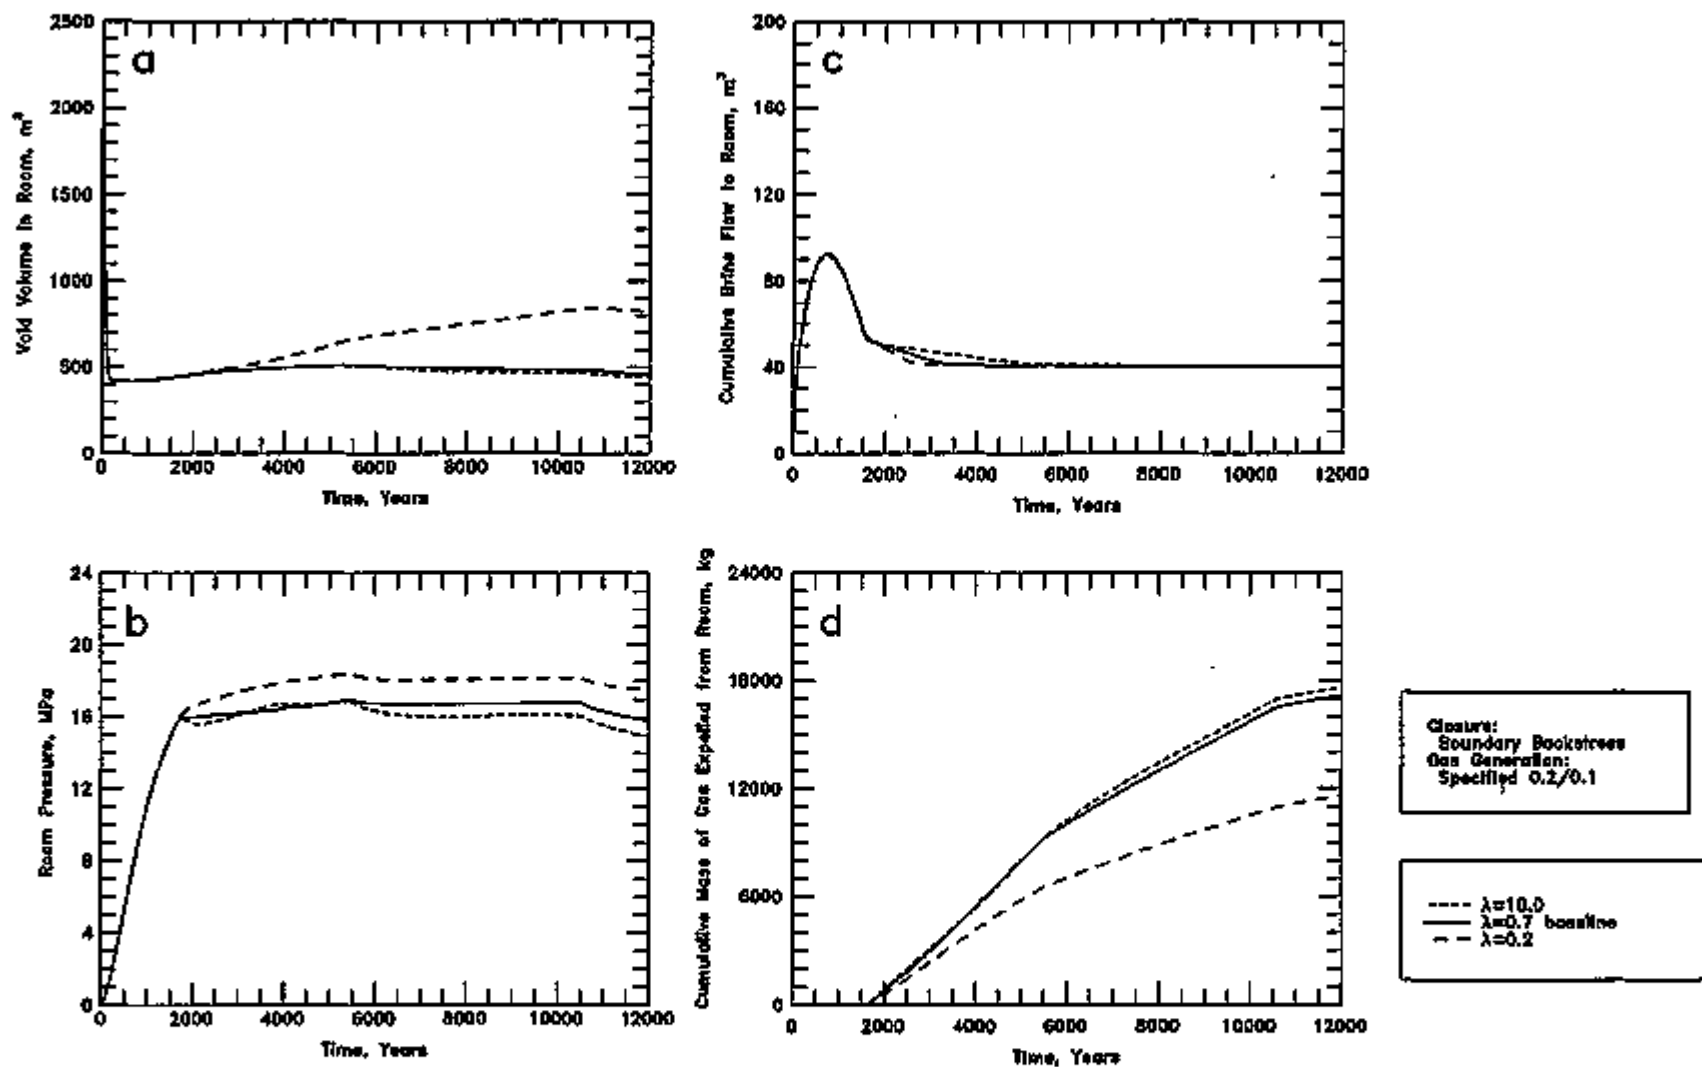 a
Void Volume in Room, m³
2500
2000
1500
1000
500
0
0 2000 4000 6000 8000 10000 12000
Time, Years
c
Cumulative Brine Flow to Room, m³
200
160
120
80
40
0
0 2000 4000 6000 8000 10000 12000
Time, Years
b
Room Pressure, MPa
24
20
16
12
8
4
0
0 2000 4000 6000 8000 10000 12000
Time, Years
d
Cumulative Mass of Gas Expelled from Room, kg
24000
18000
12000
6000
0
0 2000 4000 6000 8000 10000 12000
Time, Years
Closure:
Boundary Backstress
Gas Generation:
Specified 0.2/0.1
λ=10.0
λ=0.7 baseline
λ=0.2